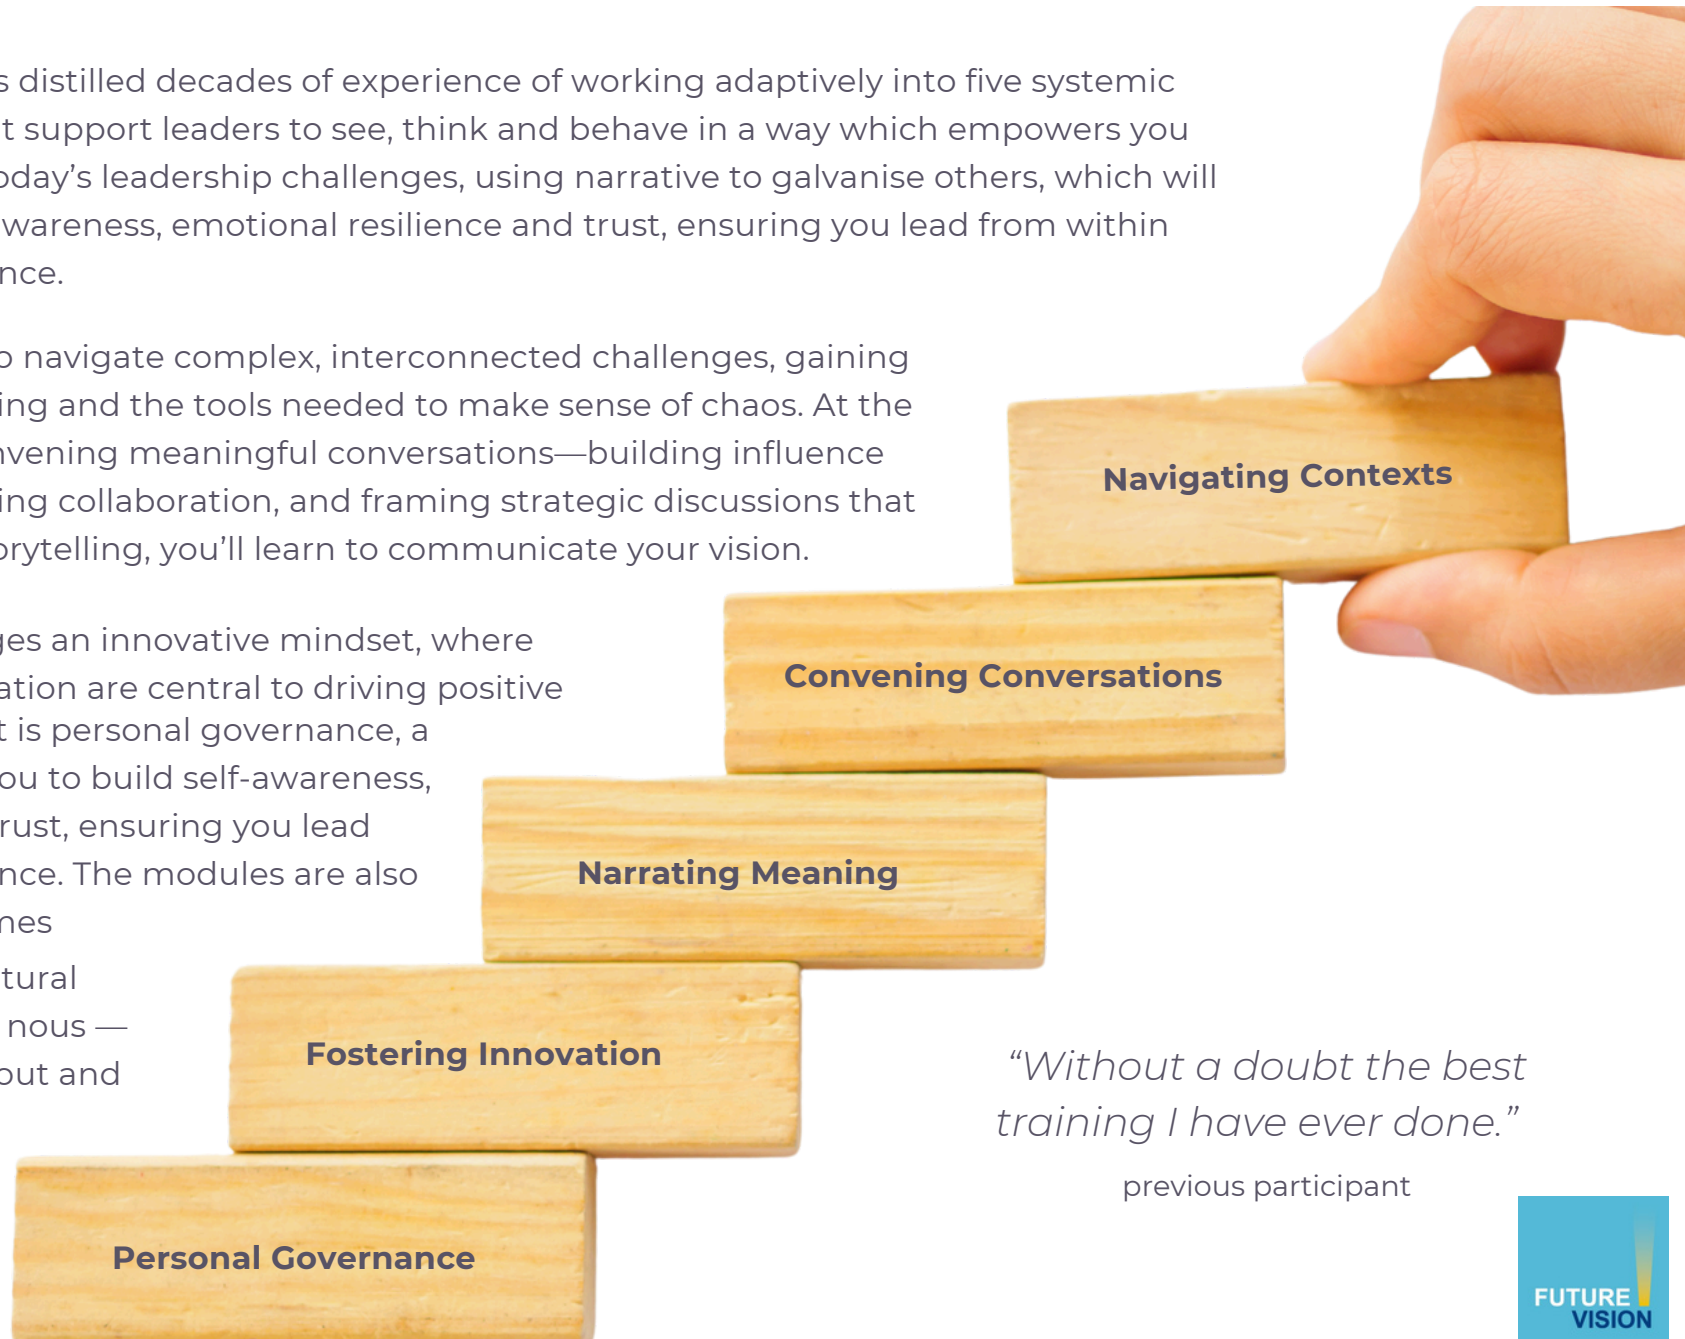 s distilled decades of experience of working adaptively into five systemic
t support leaders to see, think and behave in a way which empowers you
oday’s leadership challenges, using narrative to galvanise others, which will
wareness, emotional resilience and trust, ensuring you lead from within
nce.
o navigate complex, interconnected challenges, gaining
ing and the tools needed to make sense of chaos. At the
nvening meaningful conversations—building influence
ing collaboration, and framing strategic discussions that
orytelling, you’ll learn to communicate your vision.
ges an innovative mindset, where
ation are central to driving positive
t is personal governance, a
ou to build self-awareness,
rust, ensuring you lead
nce. The modules are also
mes
tural
nous —
out and
Navigating Contexts
Convening Conversations
Narrating Meaning
Fostering Innovation
Personal Governance
“Without a doubt the best
training I have ever done.”
previous participant
FUTURE
VISION